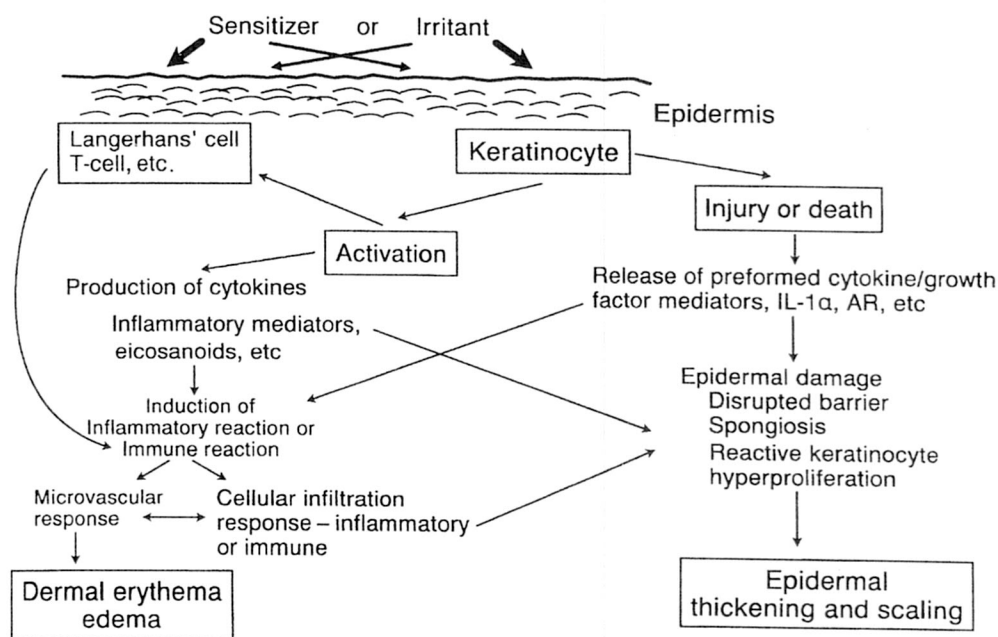 Sensitizer or Irritant
Epidermis
Langerhans' cell
T-cell, etc.
Keratinocyte
Injury or death
Activation
Production of cytokines
Release of preformed cytokine/growth
factor mediators, IL-1α, AR, etc
Inflammatory mediators,
eicosanoids, etc
Epidermal damage
Disrupted barrier
Spongiosis
Reactive keratinocyte
hyperproliferation
Induction of
Inflammatory reaction or
Immune reaction
Microvascular
response
Cellular infiltration
response – inflammatory
or immune
Dermal erythema
edema
Epidermal
thickening and scaling